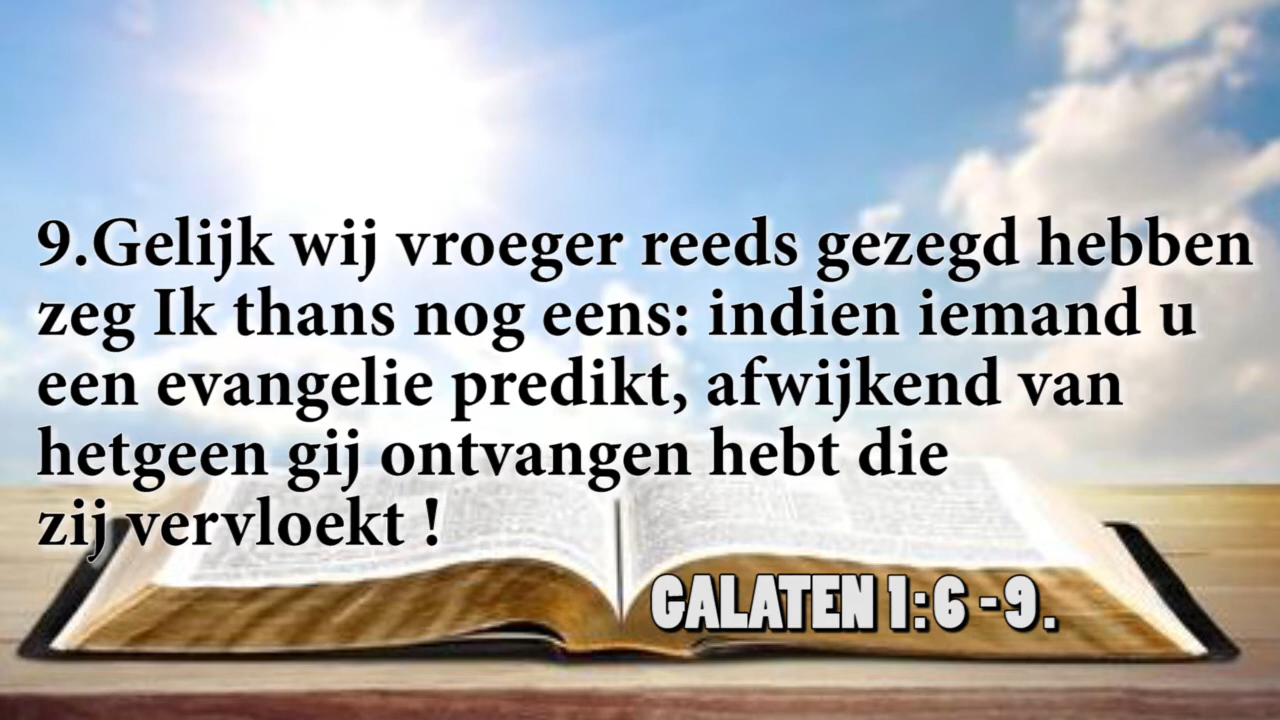 9.Gelijk wij vroeger reeds gezegd hebben
zeg Ik thans nog eens: indien iemand u
een evangelie predikt, afwijkend van
hetgeen gij ontvangen hebt die
zij vervloekt !
GALATEN 1:6 -9.